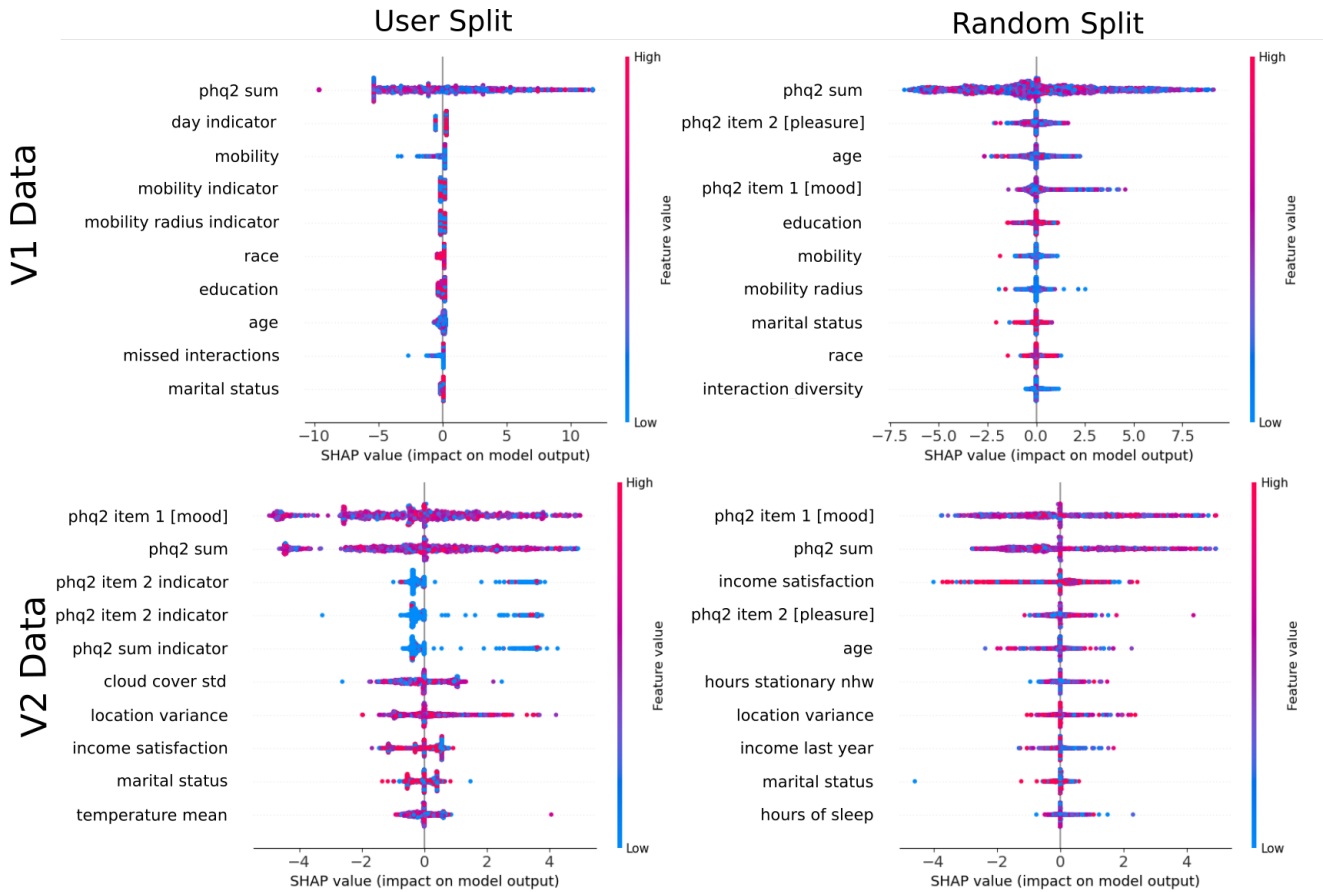 User Split
Random Split
V1 Data
phq2 sum
day indicator
mobility
mobility indicator
mobility radius indicator
race
education
age
missed interactions
marital status
−10 −5 0 5 10
SHAP value (impact on model output)
High
Feature value
Low
phq2 sum
phq2 item 2 [pleasure]
age
phq2 item 1 [mood]
education
mobility
mobility radius
marital status
race
interaction diversity
−7.5 −5.0 −2.5 0.0 2.5 5.0 7.5
SHAP value (impact on model output)
High
Feature value
Low
V2 Data
phq2 item 1 [mood]
phq2 sum
phq2 item 2 indicator
phq2 item 2 indicator
phq2 sum indicator
cloud cover std
location variance
income satisfaction
marital status
temperature mean
−4 −2 0 2 4
SHAP value (impact on model output)
High
Feature value
Low
phq2 item 1 [mood]
phq2 sum
income satisfaction
phq2 item 2 [pleasure]
age
hours stationary nhw
location variance
income last year
marital status
hours of sleep
−4 −2 0 2 4
SHAP value (impact on model output)
High
Feature value
Low